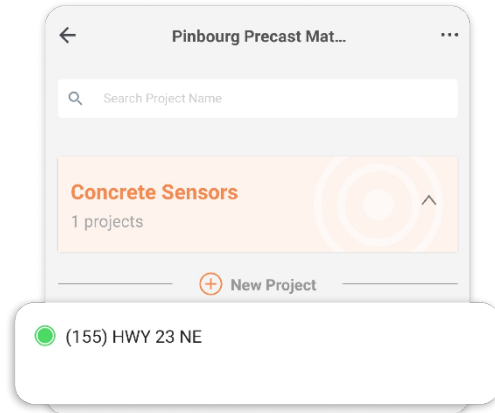 Pinbourg Precast Mat...
Search Project Name
Concrete Sensors
1 projects
New Project
(155) HWY 23 NE